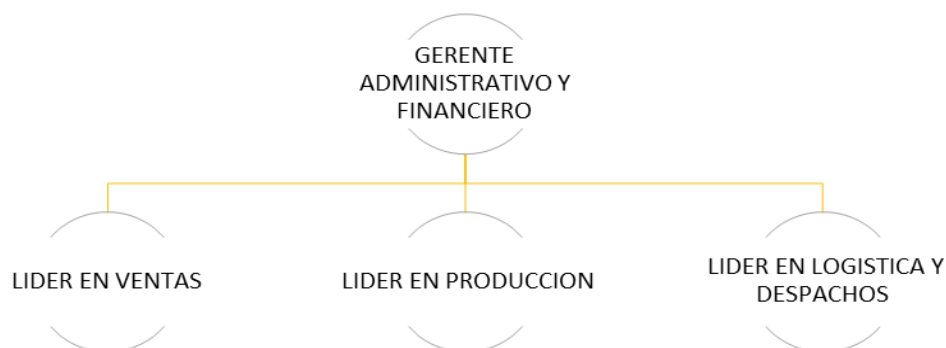 GERENTE
ADMINISTRATIVO Y
FINANCIERO
LIDER EN VENTAS
LIDER EN PRODUCCION
LIDER EN LOGISTICA Y
DESPACHOS